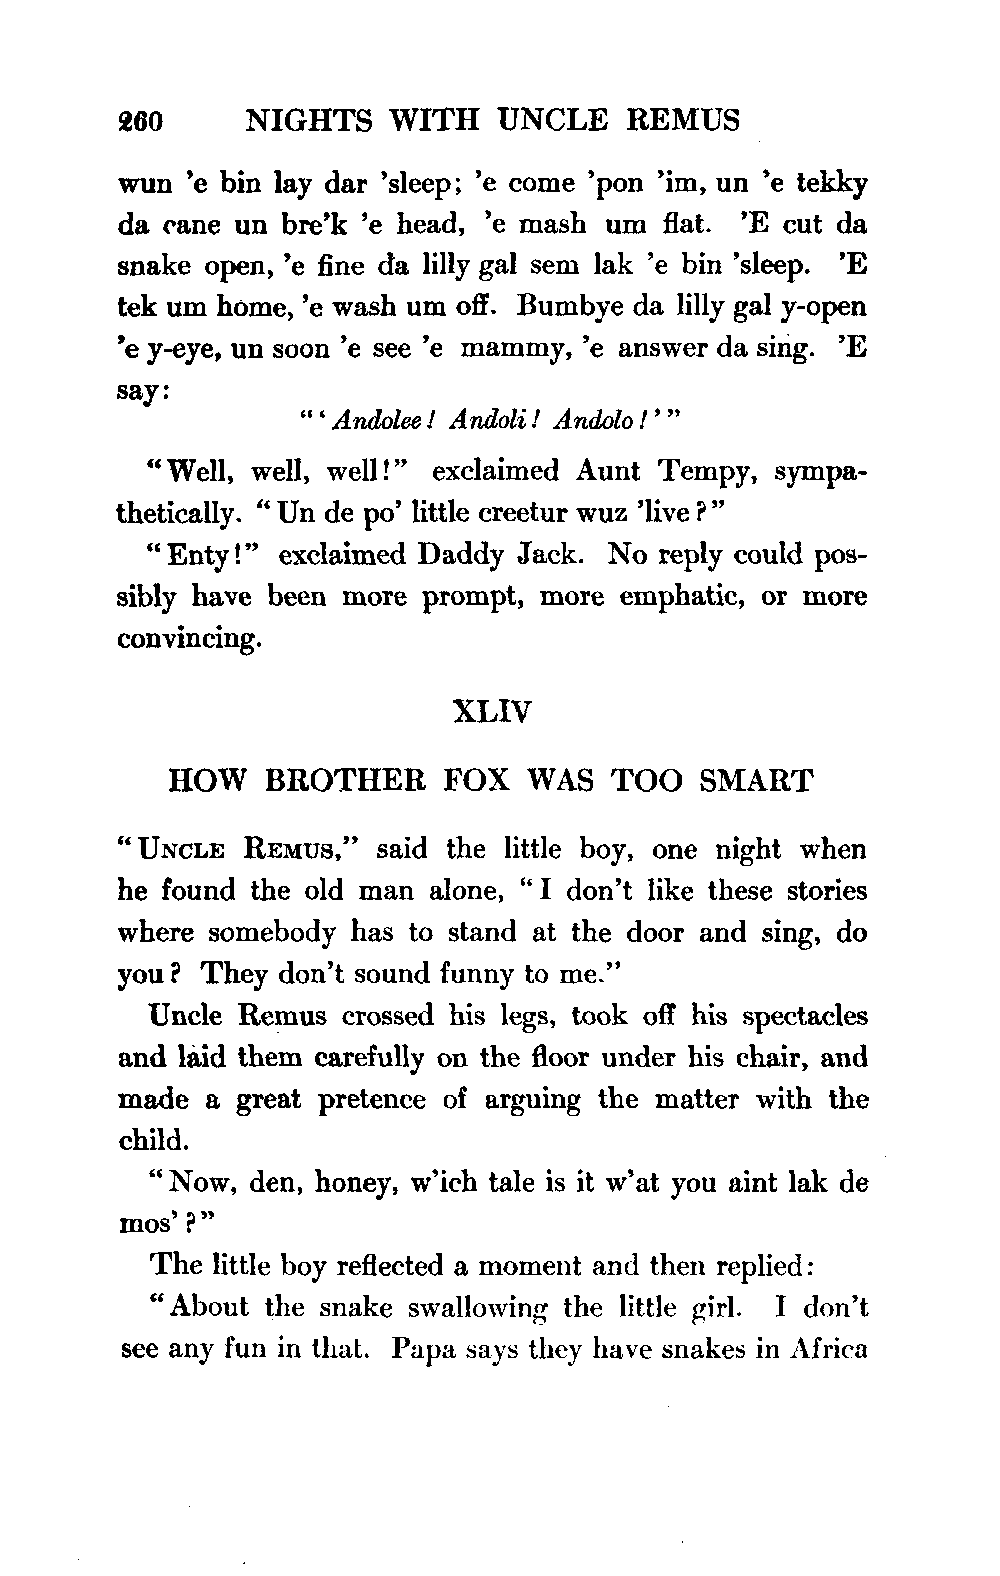 260 NIGHTS WITH UNCLE REMUS
wun ’e bin lay dar ’sleep; ’e come ’pon ’im, un ’e tekky
da cane un bre’k ’e head, ’e mash um flat. ’E cut da
snake open, ’e fine da lilly gal sem lak ’e bin ’sleep. ’E
tek um home, ’e wash um off. Bumbye da lilly gal y-open
’e y-eye, un soon ’e see ’e mammy, ’e answer da sing. ’E
say:
“‘Andolee! Andoli! Andolo!’”
“Well, well, well!” exclaimed Aunt Tempy, sympa-
thetically. “Un de po’ little creetur wuz ’live?”
“Enty!” exclaimed Daddy Jack. No reply could pos-
sibly have been more prompt, more emphatic, or more
convincing.
XLIV
HOW BROTHER FOX WAS TOO SMART
“UNCLE REMUS,” said the little boy, one night when
he found the old man alone, “I don’t like these stories
where somebody has to stand at the door and sing, do
you? They don’t sound funny to me.”
Uncle Remus crossed his legs, took off his spectacles
and laid them carefully on the floor under his chair, and
made a great pretence of arguing the matter with the
child.
“Now, den, honey, w’ich tale is it w’at you aint lak de
mos’?”
The little boy reflected a moment and then replied:
“About the snake swallowing the little girl. I don’t
see any fun in that. Papa says they have snakes in Africa